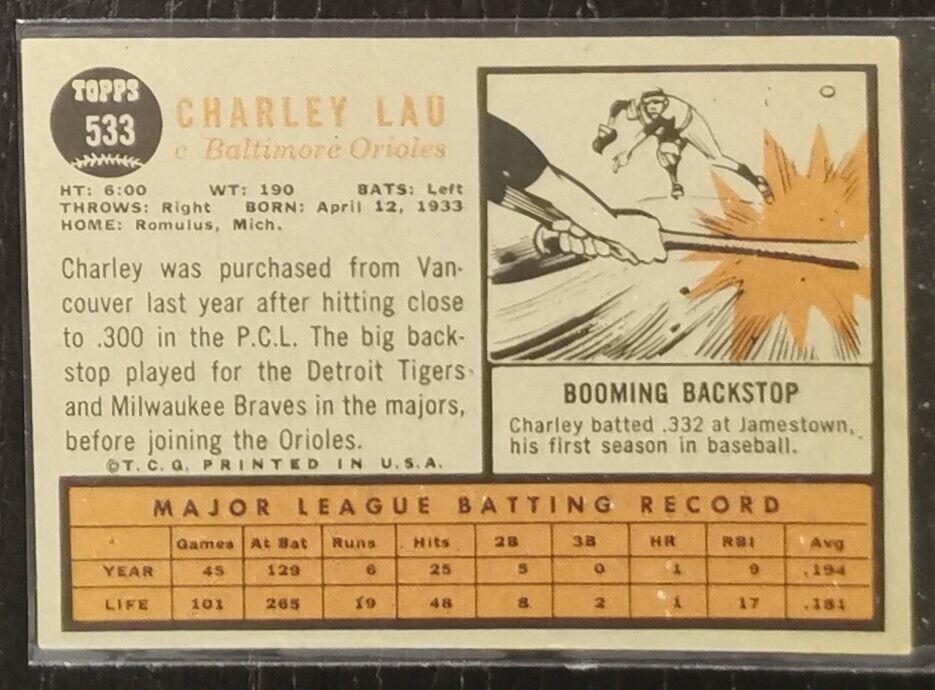 TOPPS
533
CHARLEY LAU
c Baltimore Orioles
HT: 6:00 WT: 190 BATS: Left
THROWS: Right BORN: April 12, 1933
HOME: Romulus, Mich.
Charley was purchased from Van-
couver last year after hitting close
to .300 in the P.C.L. The big back-
stop played for the Detroit Tigers
and Milwaukee Braves in the majors,
before joining the Orioles.
©T. C. G. PRINTED IN U.S.A.
BOOMING BACKSTOP
Charley batted .332 at Jamestown,
his first season in baseball.
MAJOR LEAGUE BATTING RECORD
Games At Bat Runs Hits 2B 3B HR RBI Avg
YEAR 45 129 6 25 5 0 1 9 .194
LIFE 101 265 19 48 8 2 1 17 .181